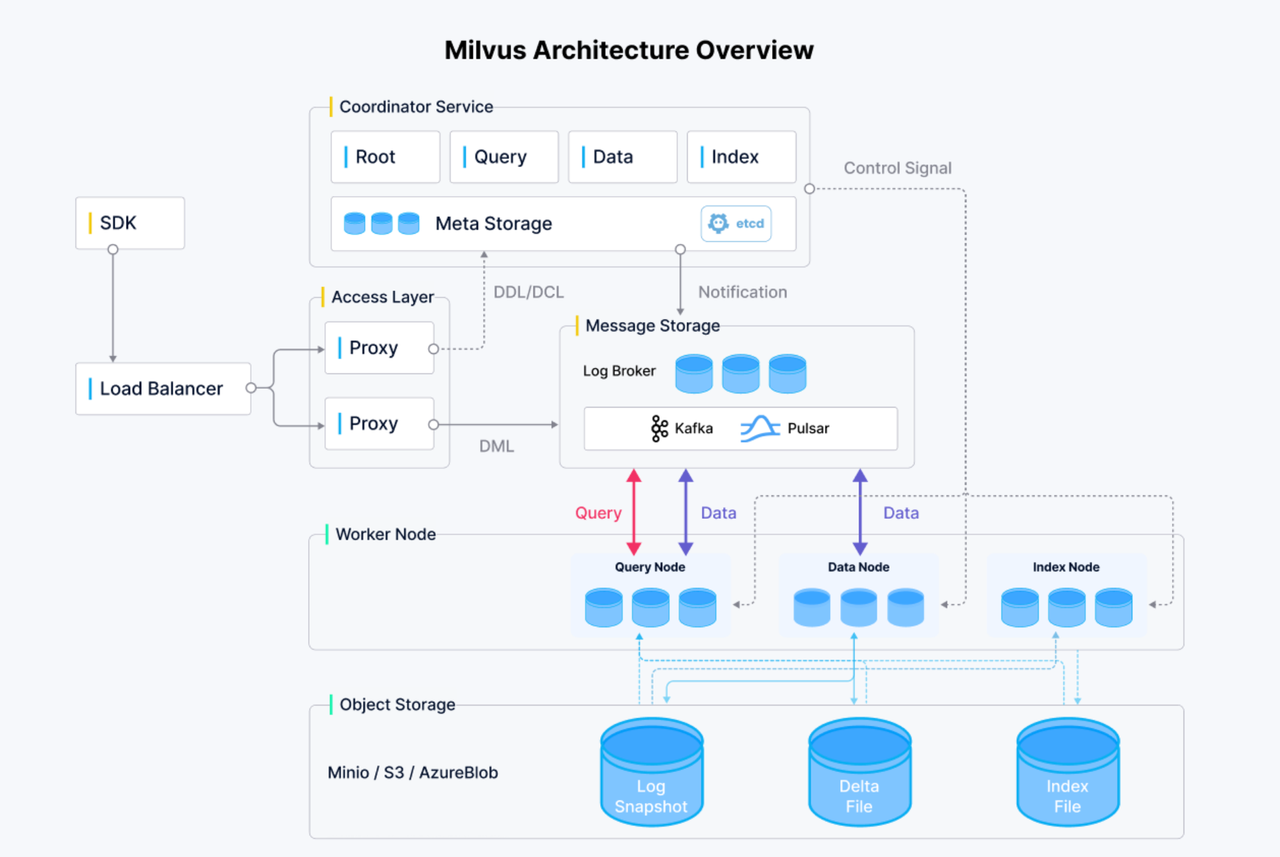 Milvus Architecture Overview
Coordinator Service
Root
Query
Data
Index
Control Signal
SDK
Meta Storage
etcd
DDL/DCL
Notification
Access Layer
Message Storage
Proxy
Log Broker
Load Balancer
Proxy
Kafka
Pulsar
DML
Query
Data
Data
Worker Node
Query Node
Data Node
Index Node
Object Storage
Minio / S3 / AzureBlob
Log
Snapshot
Delta
File
Index
File